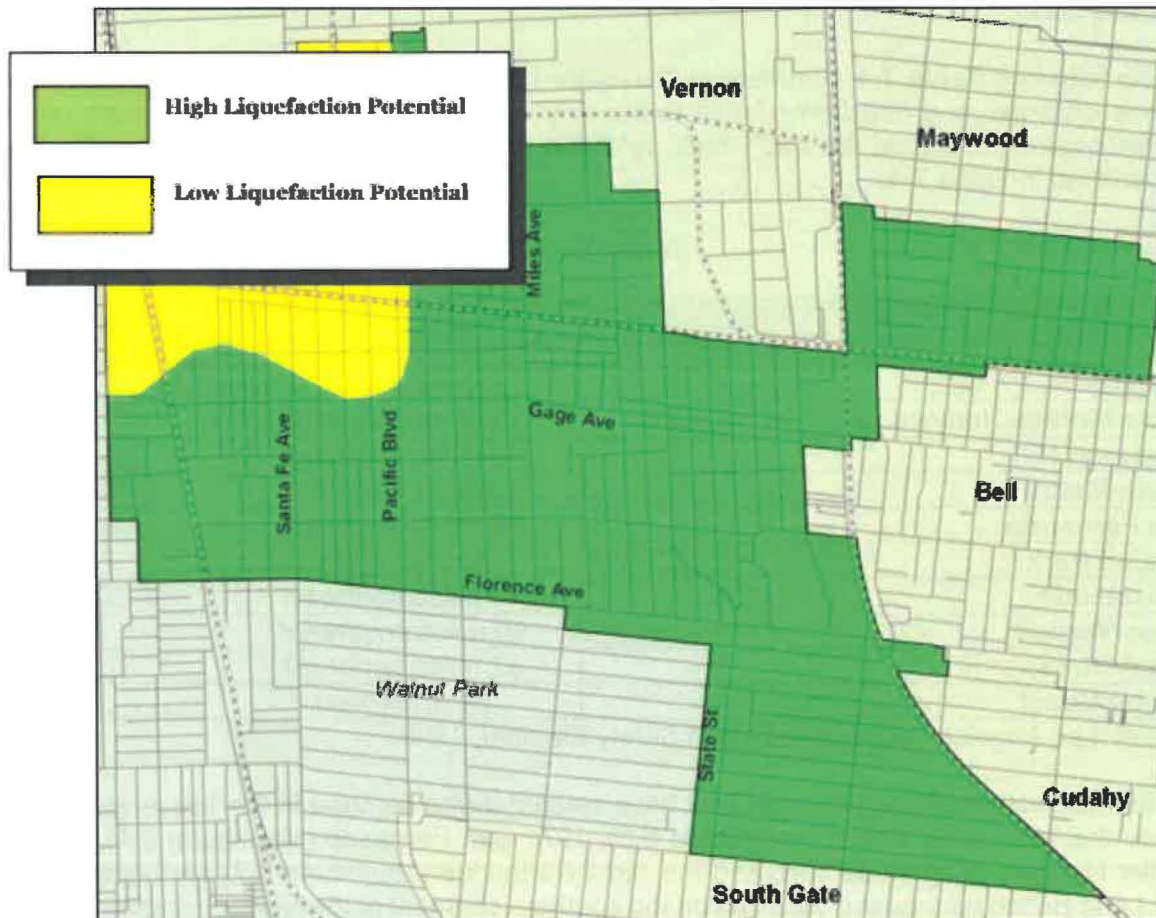 High Liquefaction Potential
Low Liquefaction Potential
Vernon
Maywood
Miles Ave
Gage Ave
Santa Fe Ave
Pacific Blvd
Bell
Florence Ave
Walnut Park
State St
Cudahy
South Gate